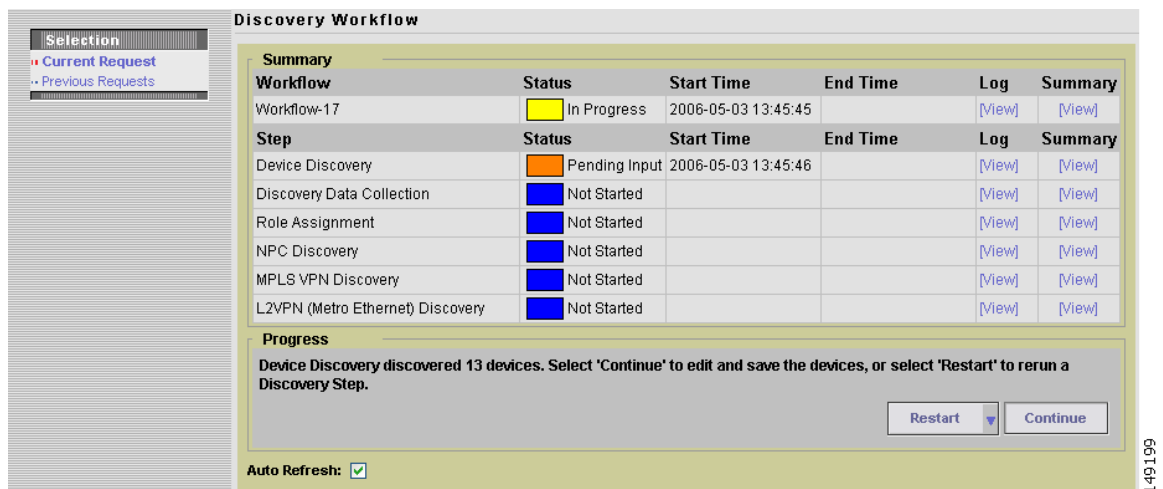 Discovery Workflow
Selection
Current Request
Previous Requests
Summary
Workflow Status Start Time End Time Log Summary
Workflow-17 In Progress 2006-05-03 13:45:45 [View] [View]
Step Status Start Time End Time Log Summary
Device Discovery Pending Input 2006-05-03 13:45:46 [View] [View]
Discovery Data Collection Not Started [View] [View]
Role Assignment Not Started [View] [View]
NPC Discovery Not Started [View] [View]
MPLS VPN Discovery Not Started [View] [View]
L2VPN (Metro Ethernet) Discovery Not Started [View] [View]
Progress
Device Discovery discovered 13 devices. Select 'Continue' to edit and save the devices, or select 'Restart' to rerun a
Discovery Step.
Restart Continue
Auto Refresh:
149199